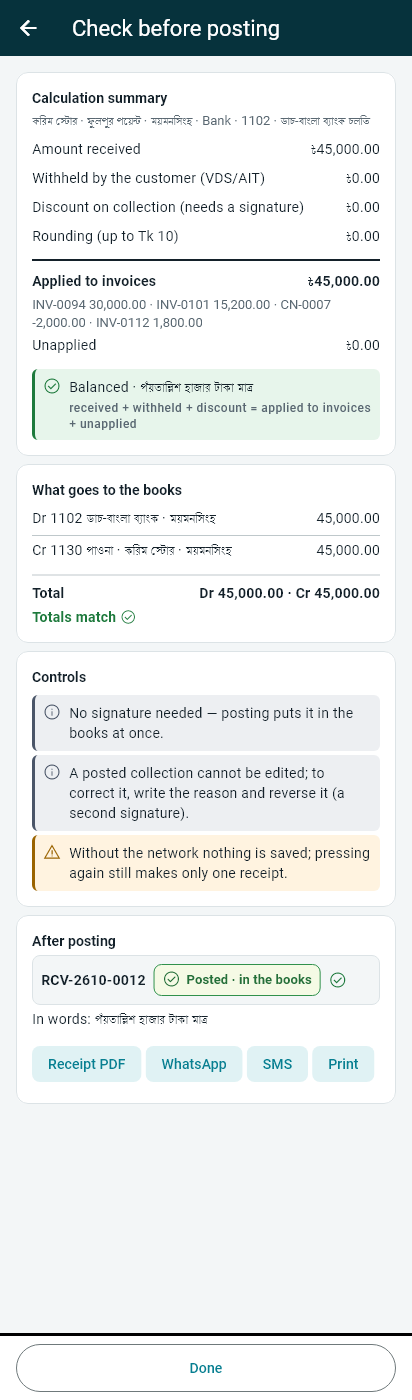 Check before posting
Calculation summary
করিম স্টোর · ফুলপুর পয়েন্ট · ময়মনসিংহ · Bank · 1102 · ডাচ-বাংলা ব্যাংক চলতি
Amount received ৳45,000.00
Withheld by the customer (VDS/AIT) ৳0.00
Discount on collection (needs a signature) ৳0.00
Rounding (up to Tk 10) ৳0.00
Applied to invoices ৳45,000.00
INV-0094 30,000.00 · INV-0101 15,200.00 · CN-0007
-2,000.00 · INV-0112 1,800.00
Unapplied ৳0.00
Balanced · পঁয়তাল্লিশ হাজার টাকা মাত্র
received + withheld + discount = applied to invoices
+ unapplied
What goes to the books
Dr 1102 ডাচ-বাংলা ব্যাংক · ময়মনসিংহ 45,000.00
Cr 1130 পাওনা · করিম স্টোর · ময়মনসিংহ 45,000.00
Total Dr 45,000.00 · Cr 45,000.00
Totals match
Controls
No signature needed — posting puts it in the
books at once.
A posted collection cannot be edited; to
correct it, write the reason and reverse it (a
second signature).
Without the network nothing is saved; pressing
again still makes only one receipt.
After posting
RCV-2610-0012 Posted · in the books
In words: পঁয়তাল্লিশ হাজার টাকা মাত্র
Receipt PDF WhatsApp SMS Print
Done